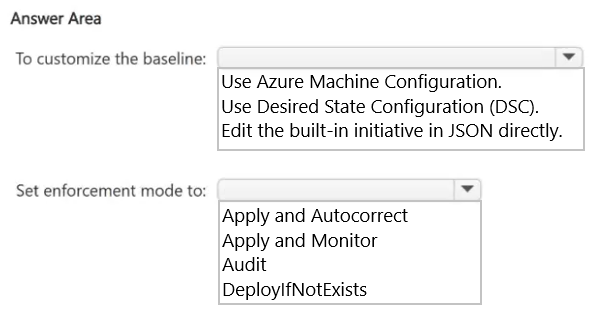 Answer Area
To customize the baseline:
Use Azure Machine Configuration.
Use Desired State Configuration (DSC).
Edit the built-in initiative in JSON directly.
Set enforcement mode to:
Apply and Autocorrect
Apply and Monitor
Audit
DeployIfNotExists